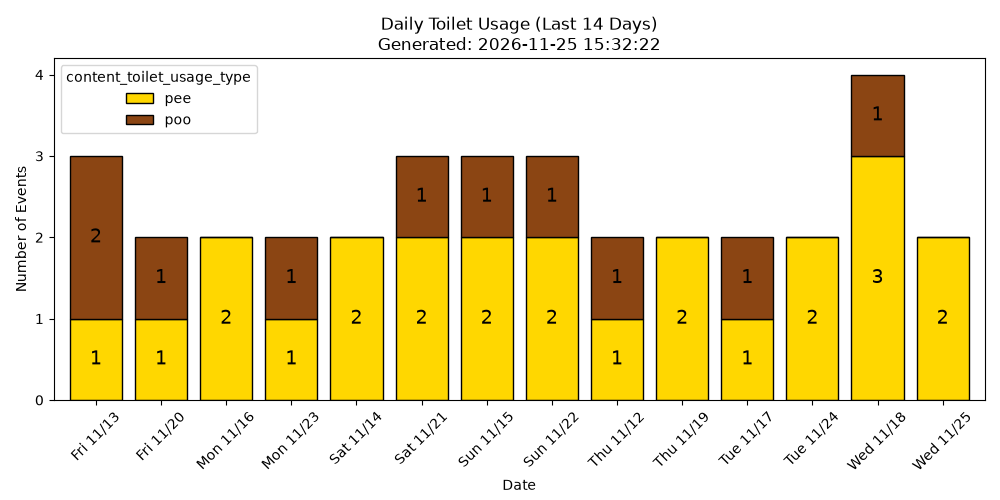 Daily Toilet Usage (Last 14 Days)
Generated: 2026-11-25 15:32:22
content_toilet_usage_type
pee
poo
Number of Events
4
3
2
1
0
2
1
1
1
2
1
1
2
1
2
1
2
1
2
1
1
2
1
1
2
1
3
2
Fri 11/13
Fri 11/20
Mon 11/16
Mon 11/23
Sat 11/14
Sat 11/21
Sun 11/15
Sun 11/22
Thu 11/12
Thu 11/19
Tue 11/17
Tue 11/24
Wed 11/18
Wed 11/25
Date